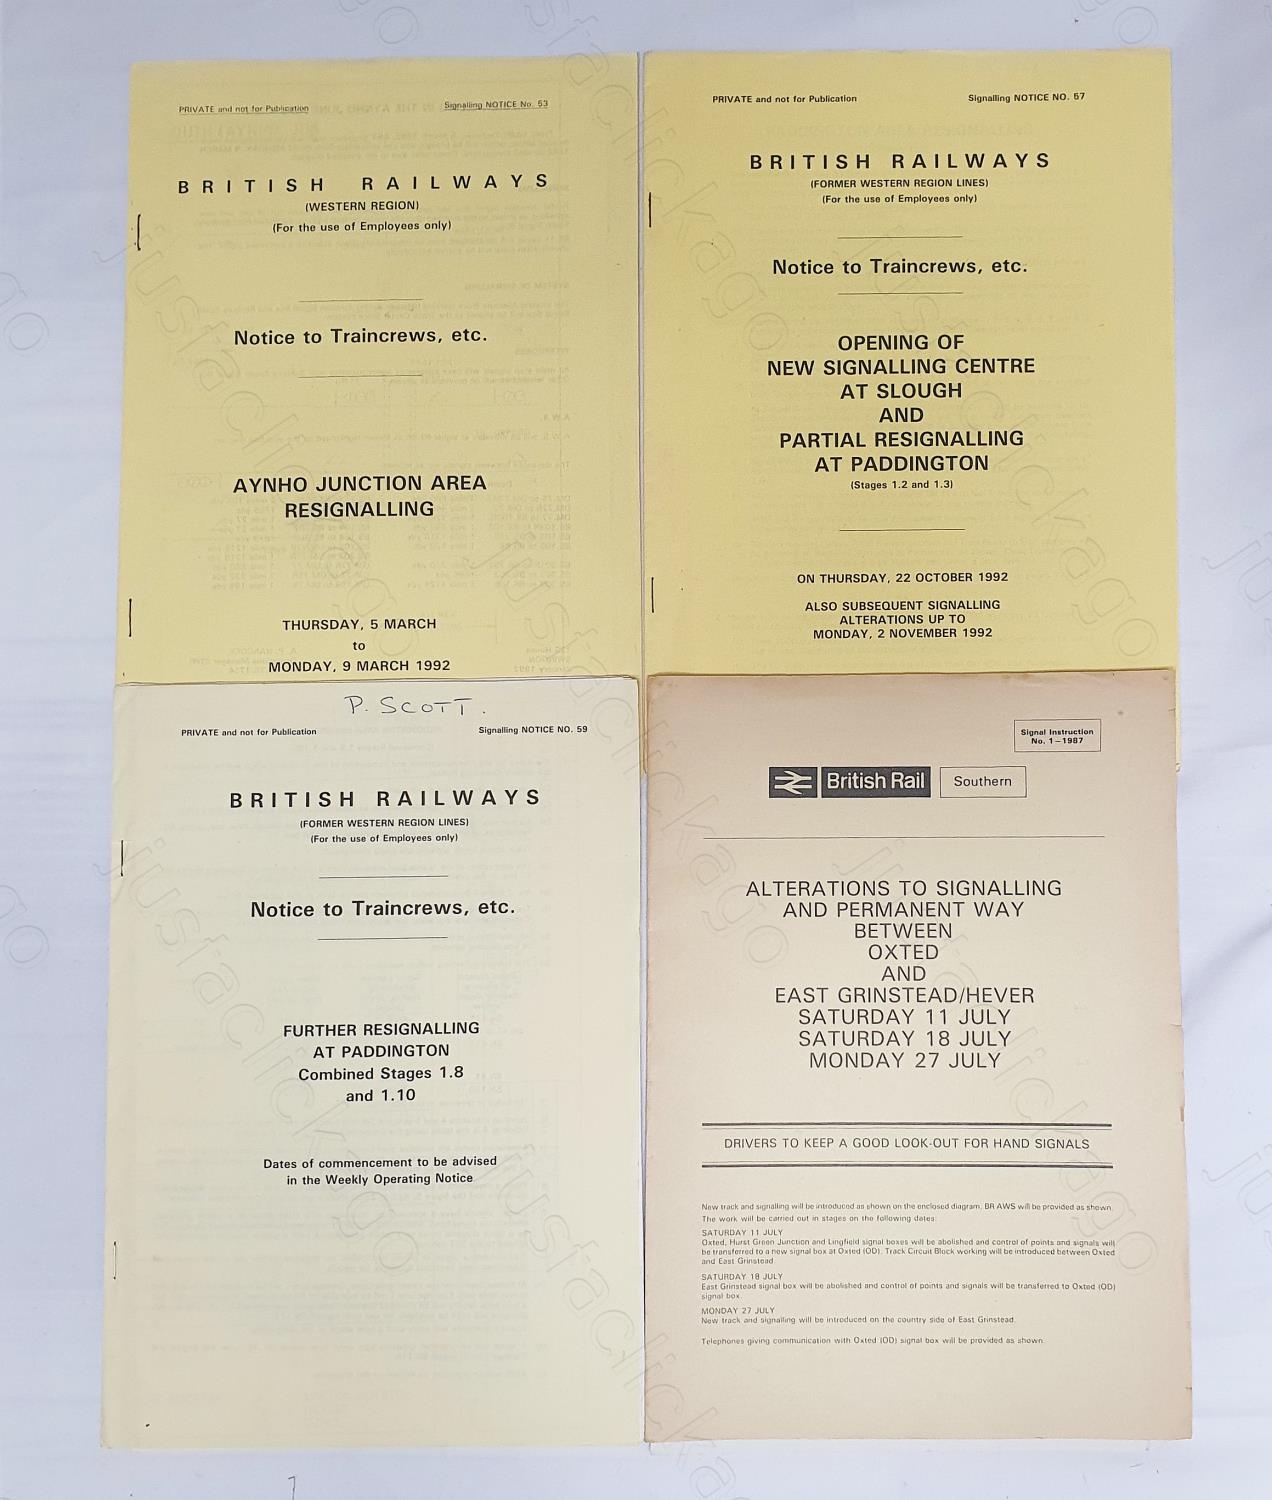 PRIVATE and not for Publication
Signalling NOTICE No. 53
BRITISH RAILWAYS
(WESTERN REGION)
(For the use of Employees only)
Notice to Traincrews, etc.
AYNHO JUNCTION AREA
RESIGNALLING
THURSDAY, 5 MARCH
to
MONDAY, 9 MARCH 1992
PRIVATE and not for Publication
Signalling NOTICE NO. 57
BRITISH RAILWAYS
(FORMER WESTERN REGION LINES)
(For the use of Employees only)
Notice to Traincrews, etc.
OPENING OF
NEW SIGNALLING CENTRE
AT SLOUGH
AND
PARTIAL RESIGNALLING
AT PADDINGTON
(Stages 1.2 and 1.3)
ON THURSDAY, 22 OCTOBER 1992
ALSO SUBSEQUENT SIGNALLING
ALTERATIONS UP TO
MONDAY, 2 NOVEMBER 1992
P. SCOTT.
PRIVATE and not for Publication
Signalling NOTICE NO. 59
BRITISH RAILWAYS
(FORMER WESTERN REGION LINES)
(For the use of Employees only)
Notice to Traincrews, etc.
FURTHER RESIGNALLING
AT PADDINGTON
Combined Stages 1.8
and 1.10
Dates of commencement to be advised
in the Weekly Operating Notice
Signal Instruction
No. 1–1987
British Rail
Southern
ALTERATIONS TO SIGNALLING
AND PERMANENT WAY
BETWEEN
OXTED
AND
EAST GRINSTEAD/HEVER
SATURDAY 11 JULY
SATURDAY 18 JULY
MONDAY 27 JULY
DRIVERS TO KEEP A GOOD LOOK-OUT FOR HAND SIGNALS
New track and signalling will be introduced as shown on the enclosed diagram. BR AWS will be provided as shown.
The work will be carried out in stages on the following dates:
SATURDAY 11 JULY
Oxted, Hurst Green Junction and Lingfield signal boxes will be abolished and control of points and signals will
be transferred to a new signal box at Oxted (OD). Track Circuit Block working will be introduced between Oxted
and East Grinstead.
SATURDAY 18 JULY
East Grinstead signal box will be abolished and control of points and signals will be transferred to Oxted (OD)
signal box.
MONDAY 27 JULY
New track and signalling will be introduced on the country side of East Grinstead.
Telephones giving communication with Oxted (OD) signal box will be provided as shown.
justaclickago